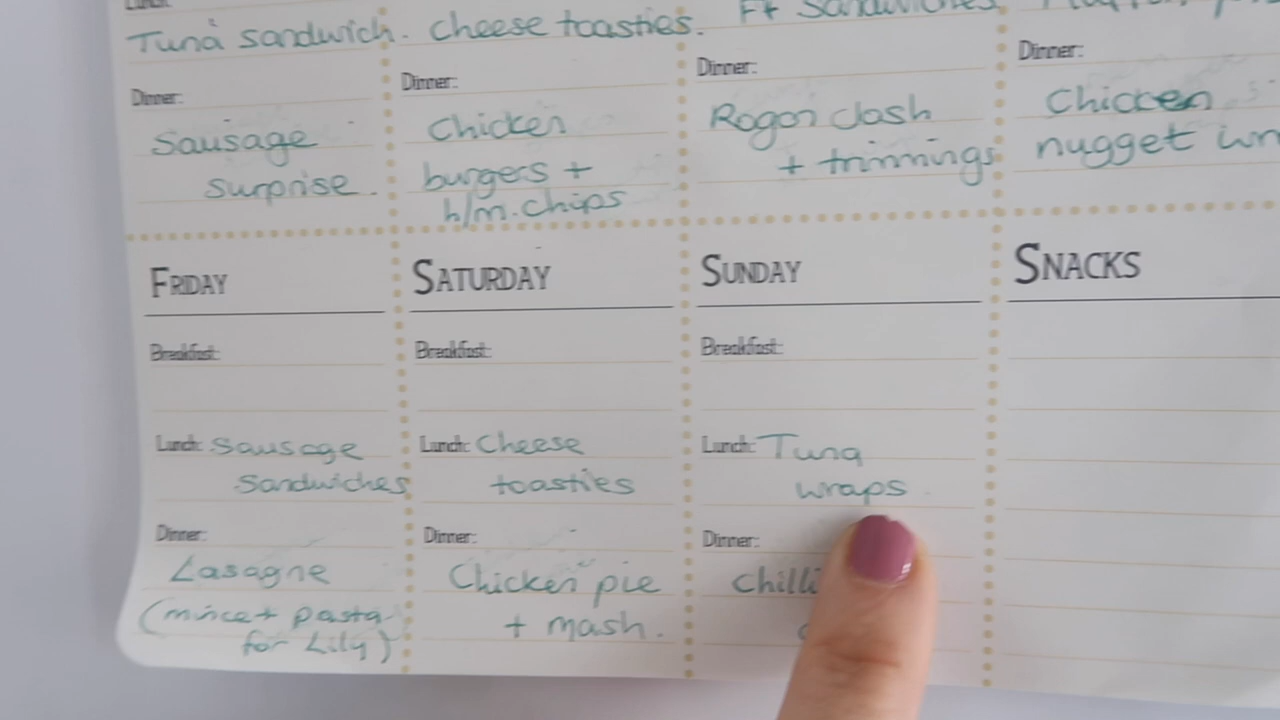 Tuna sandwich.
Dinner:
Sausage
surprise.
Cheese toasties.
Dinner:
Chicken
burgers +
h/m. chips
Sandwiches
Dinner:
Rogan Josh
+ trimmings
Dinner:
Chicken
nugget
FRIDAY
Breakfast:
Lunch: Sausage
Sandwiches
Dinner:
Lasagne
(mince + pasta
for Lily)
SATURDAY
Breakfast:
Lunch: Cheese
toasties
Dinner:
Chicken pie
+ mash.
SUNDAY
Breakfast:
Lunch: Tuna
wraps
Dinner:
Chilli
SNACKS